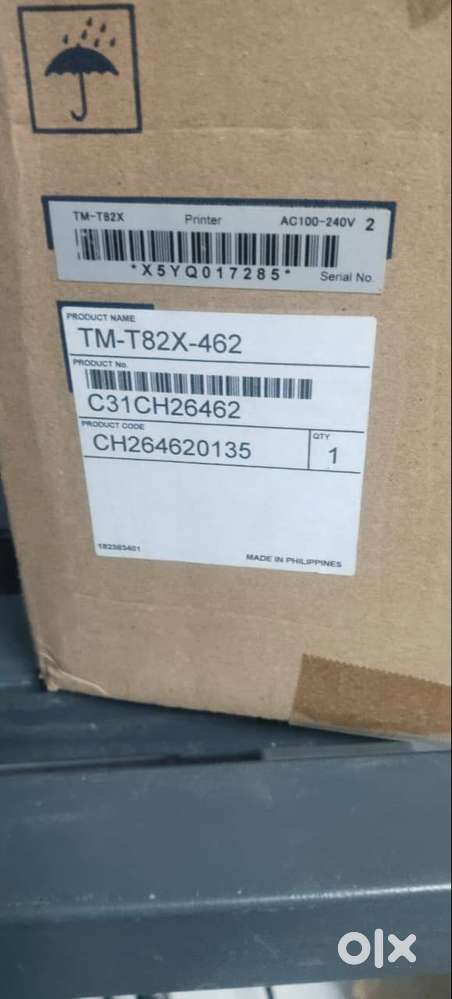 TM-T82X Printer AC100-240V 2
*X5YQ017285* Serial No.
PRODUCT NAME
TM-T82X-462
PRODUCT No.
C31CH26462
PRODUCT CODE QTY
CH264620135 1
182383401 MADE IN PHILIPPINES
olx